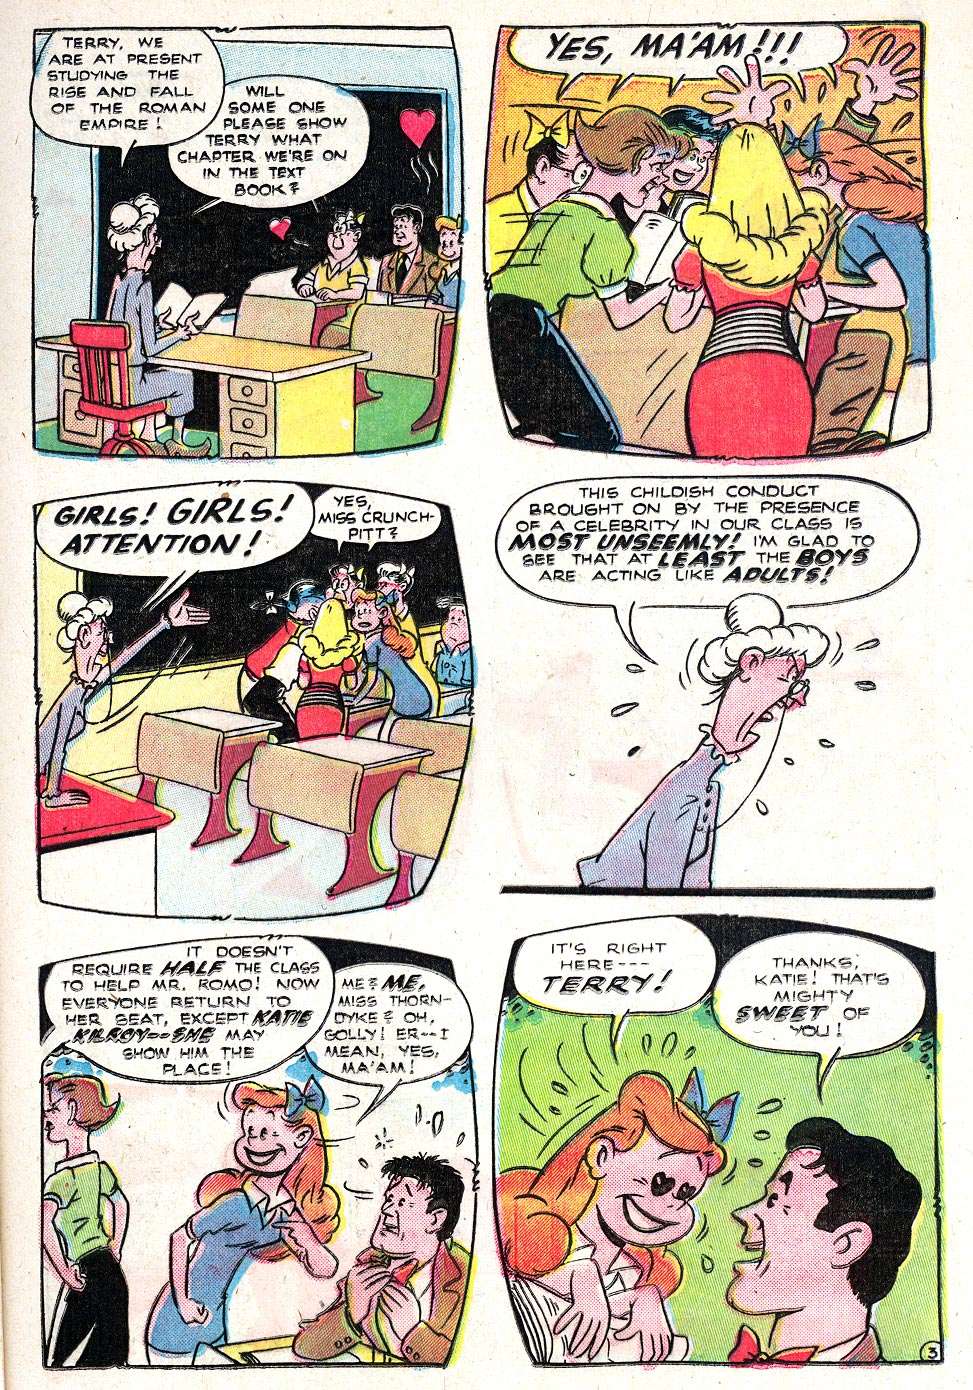 TERRY, WE
ARE AT PRESENT
STUDYING THE
RISE AND FALL
OF THE ROMAN
EMPIRE!
WILL
SOME ONE
PLEASE SHOW
TERRY WHAT
CHAPTER WE'RE ON
IN THE TEXT
BOOK?
YES, MA'AM!!!
GIRLS! GIRLS!
ATTENTION!
YES,
MISS CRUNCH-
PITT?
THIS CHILDISH CONDUCT
BROUGHT ON BY THE PRESENCE
OF A CELEBRITY IN OUR CLASS IS
MOST UNSEEMLY! I'M GLAD TO
SEE THAT AT LEAST THE BOYS
ARE ACTING LIKE ADULTS!
IT DOESN'T
REQUIRE HALF THE CLASS
TO HELP MR. ROMO! NOW
EVERYONE RETURN TO
HER SEAT, EXCEPT KATIE
KILROY--SHE MAY
SHOW HIM THE
PLACE!
ME? ME,
MISS THORN-
DYKE? OH,
GOLLY! ER--I
MEAN, YES,
MA'AM!
IT'S RIGHT
HERE---
TERRY!
THANKS,
KATIE! THAT'S
MIGHTY
SWEET OF
YOU!
3